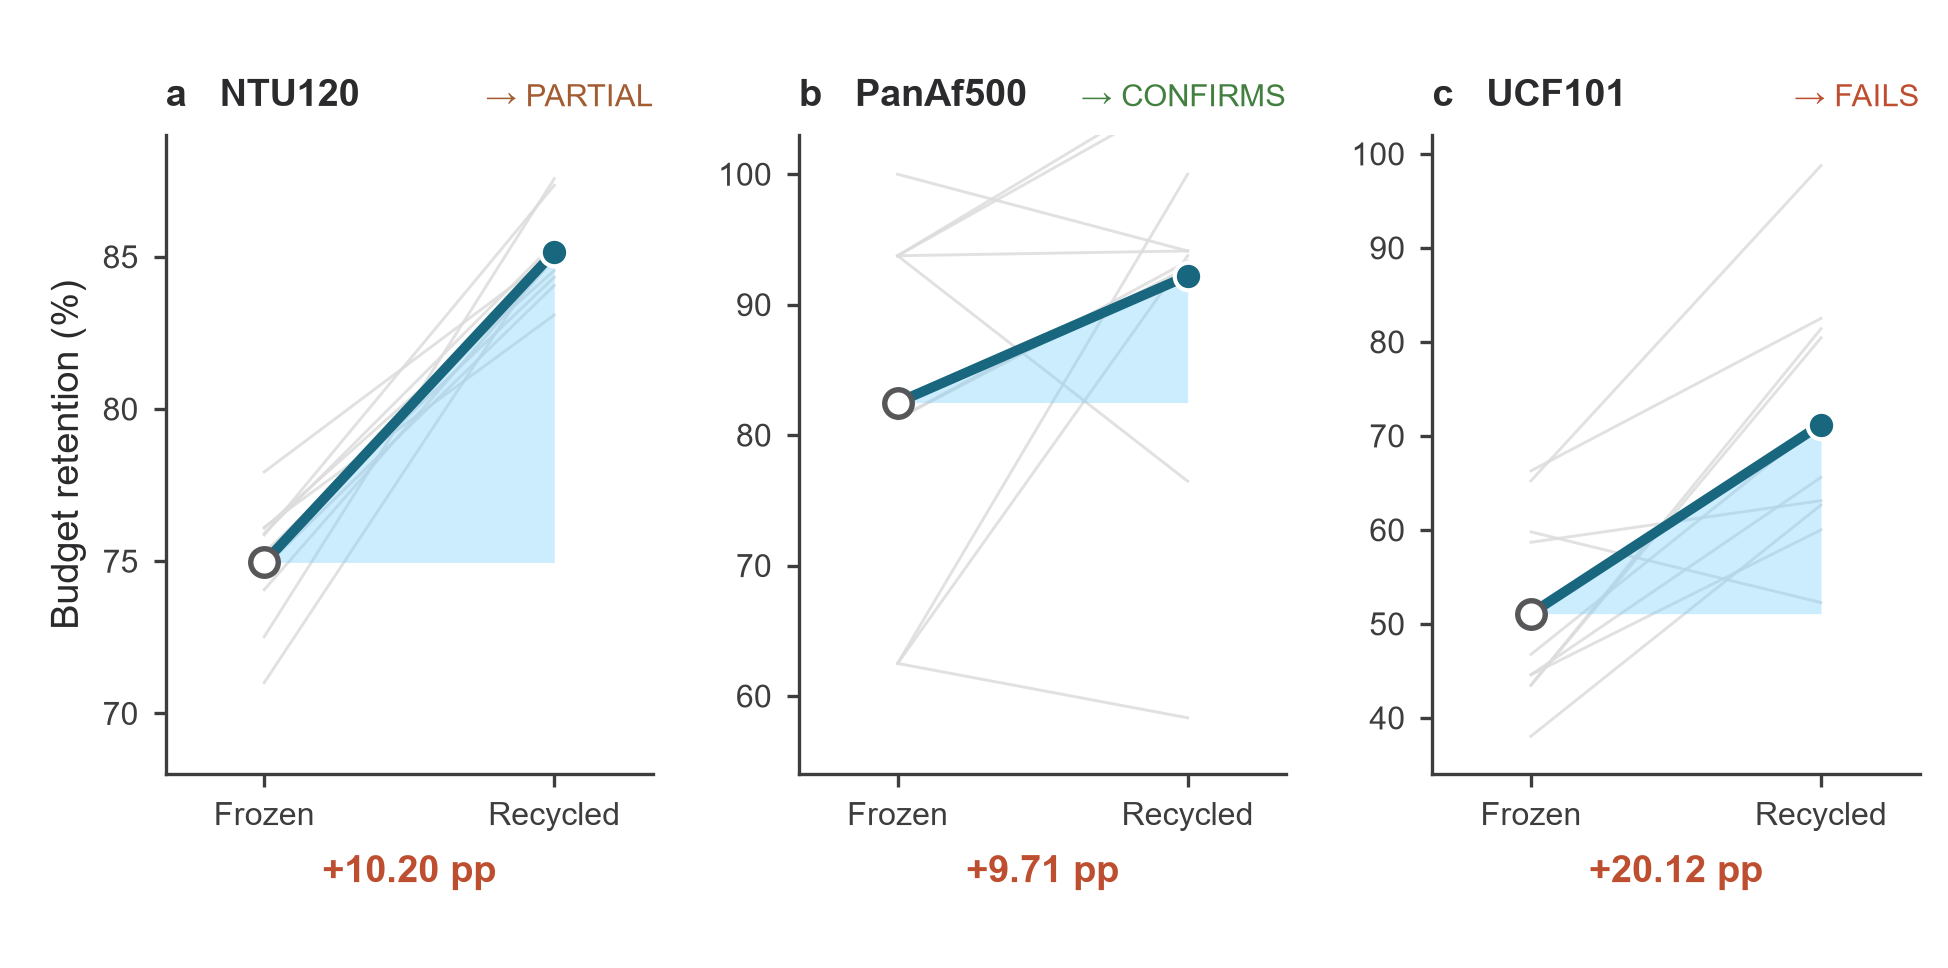 a NTU120 → PARTIAL
b PanAf500 → CONFIRMS
c UCF101 → FAILS
Budget retention (%)
85
80
75
70
100
90
80
70
60
100
90
80
70
60
50
40
Frozen Recycled
Frozen Recycled
Frozen Recycled
+10.20 pp
+9.71 pp
+20.12 pp